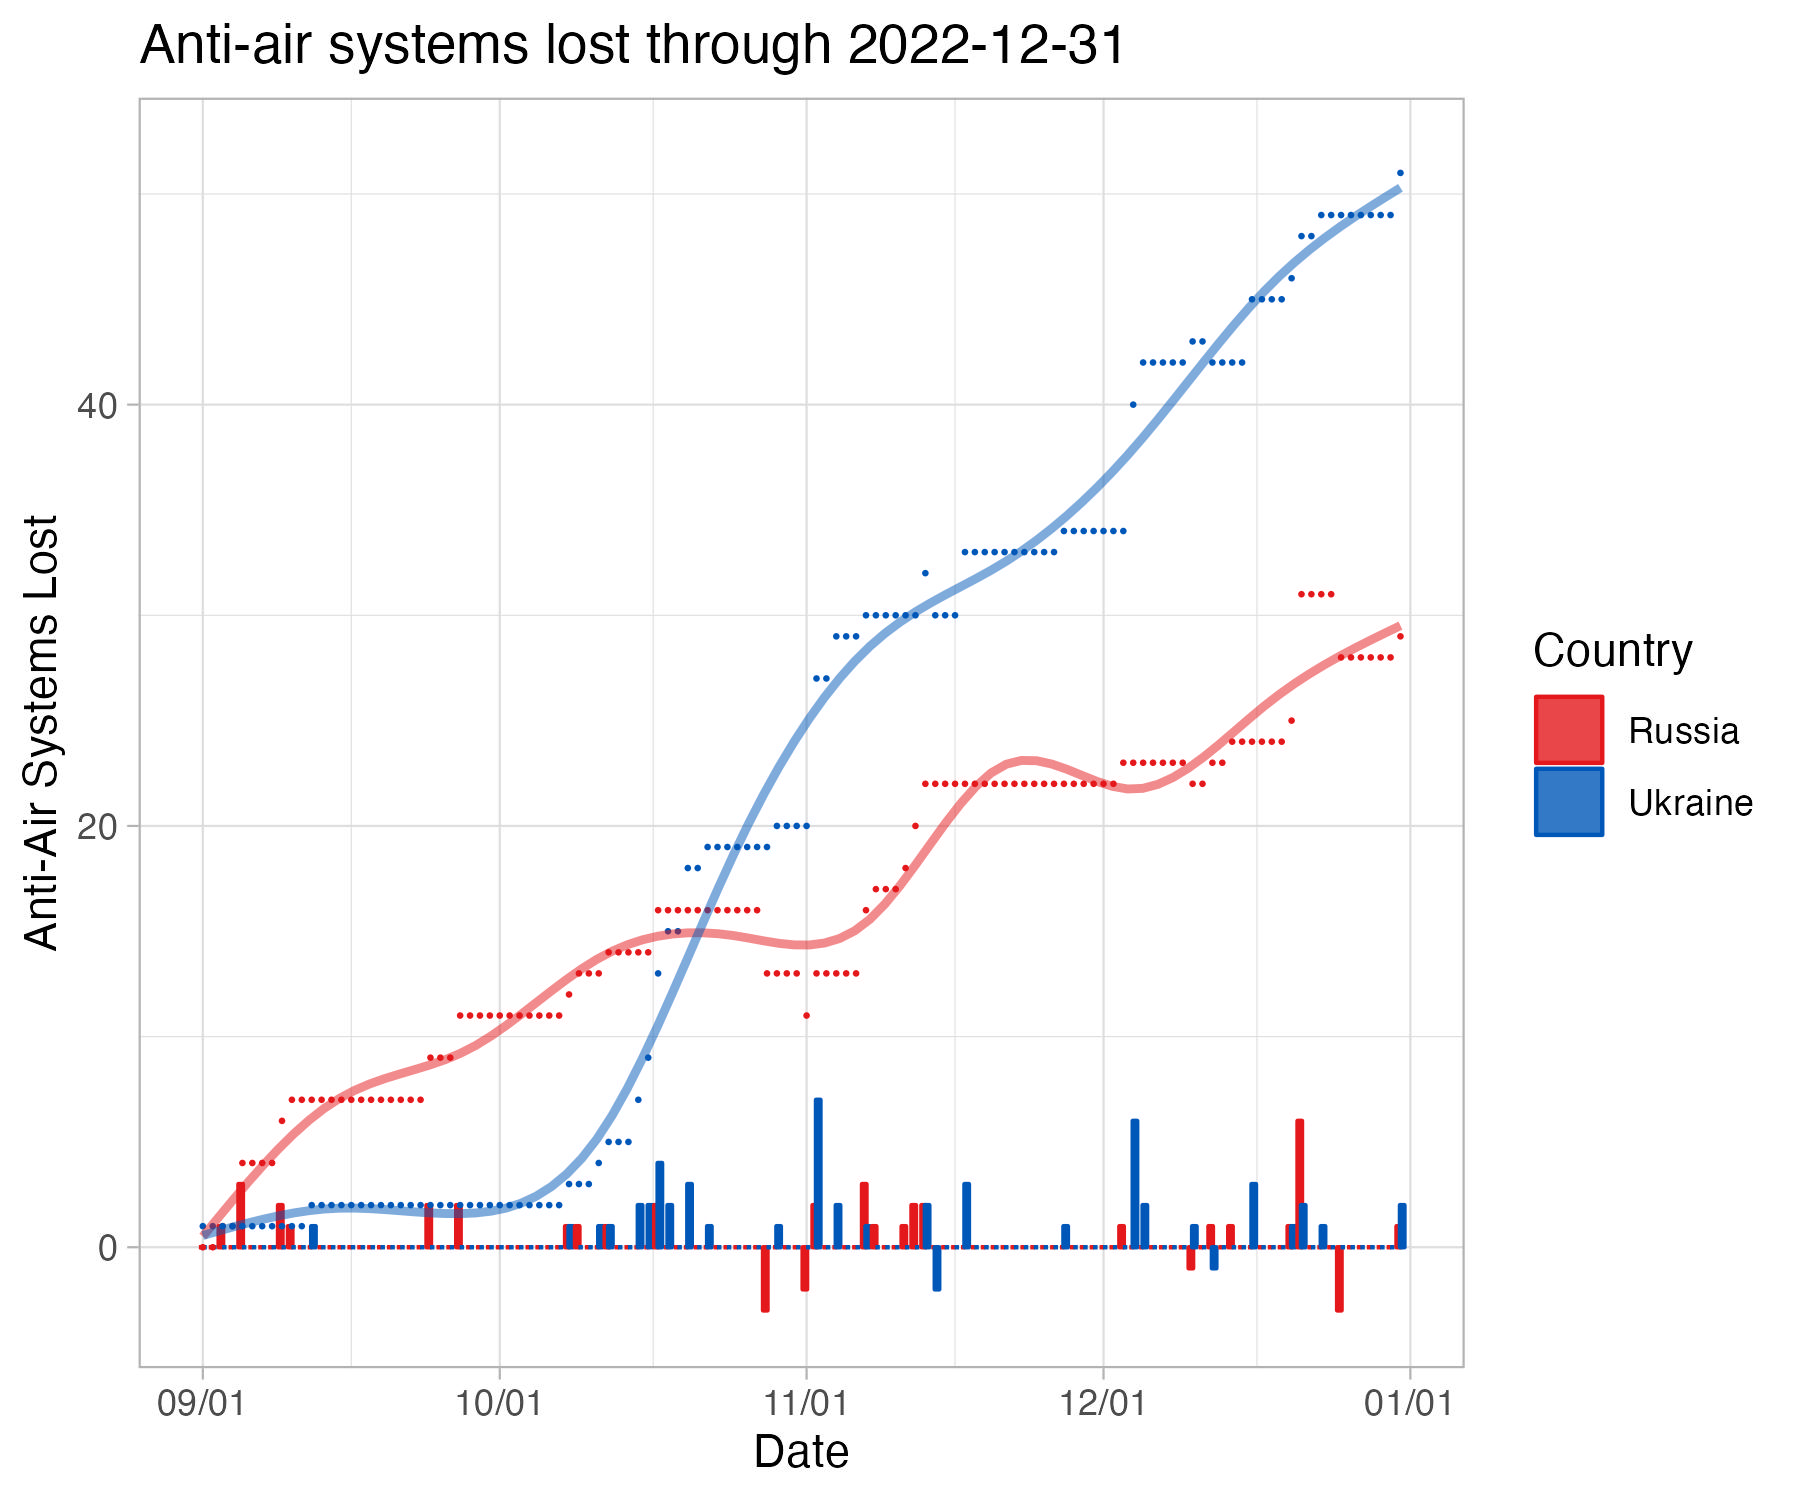 Anti-air systems lost through 2022-12-31
Anti-Air Systems Lost
40
20
0
09/01
10/01
11/01
12/01
01/01
Date
Country
Russia
Ukraine